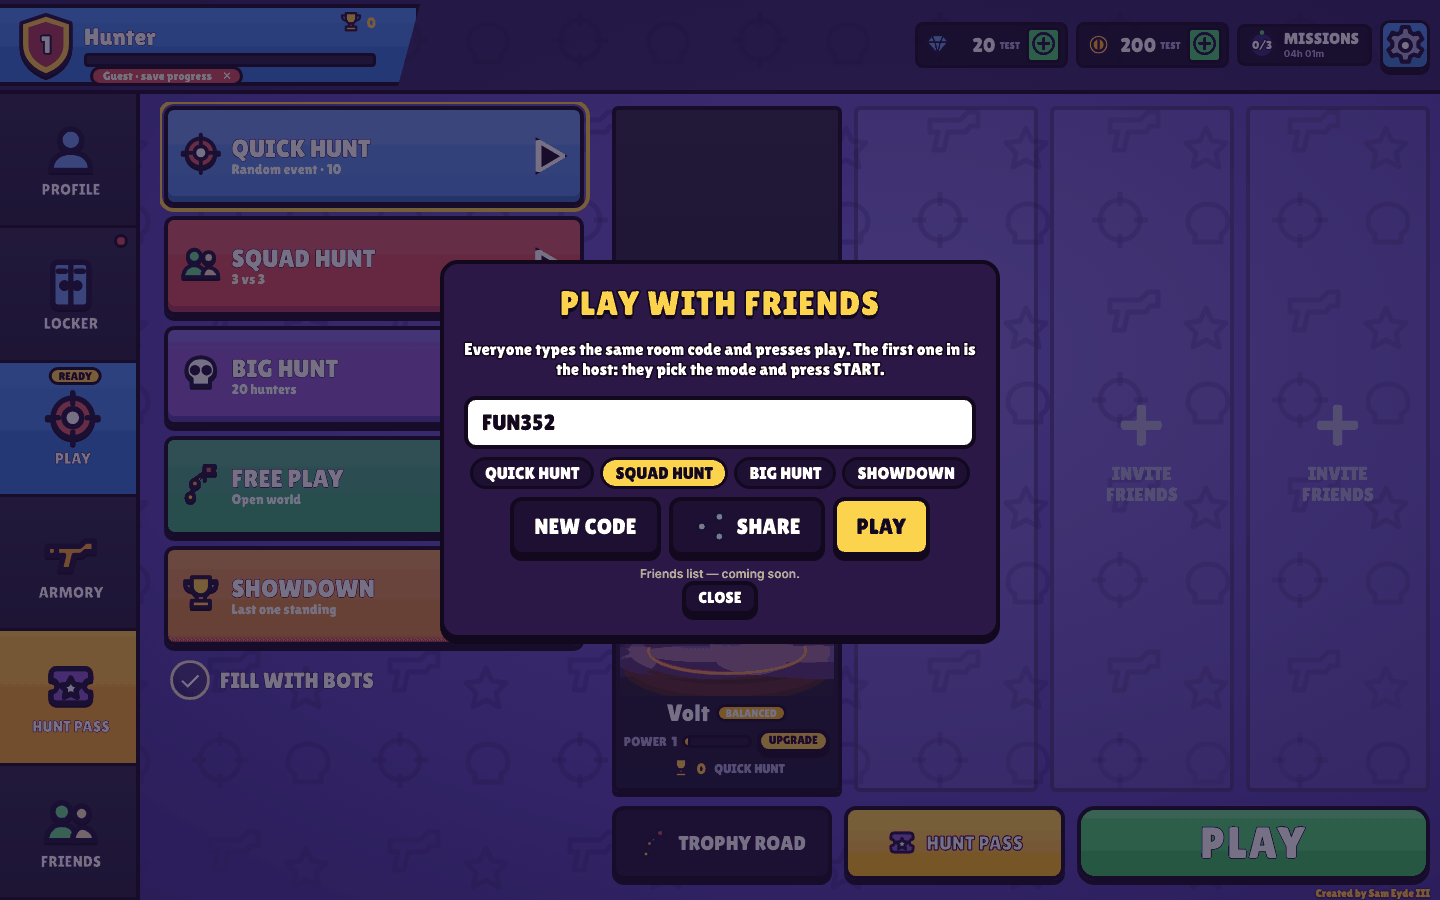 1
Hunter
0
Guest · save progress ×
20 TEST
200 TEST
0/3
MISSIONS
04h 01m
PROFILE
LOCKER
READY
PLAY
ARMORY
HUNT PASS
FRIENDS
QUICK HUNT
Random event · 10
SQUAD HUNT
3 vs 3
BIG HUNT
20 hunters
FREE PLAY
Open world
SHOWDOWN
Last one standing
FILL WITH BOTS
PLAY WITH FRIENDS
Everyone types the same room code and presses play. The first one in is
the host: they pick the mode and press START.
FUN352
QUICK HUNT
SQUAD HUNT
BIG HUNT
SHOWDOWN
NEW CODE
SHARE
PLAY
Friends list — coming soon.
CLOSE
INVITE
FRIENDS
INVITE
FRIENDS
Volt BALANCED
POWER 1 UPGRADE
0 QUICK HUNT
TROPHY ROAD
HUNT PASS
PLAY
Created by Sam Eyde III